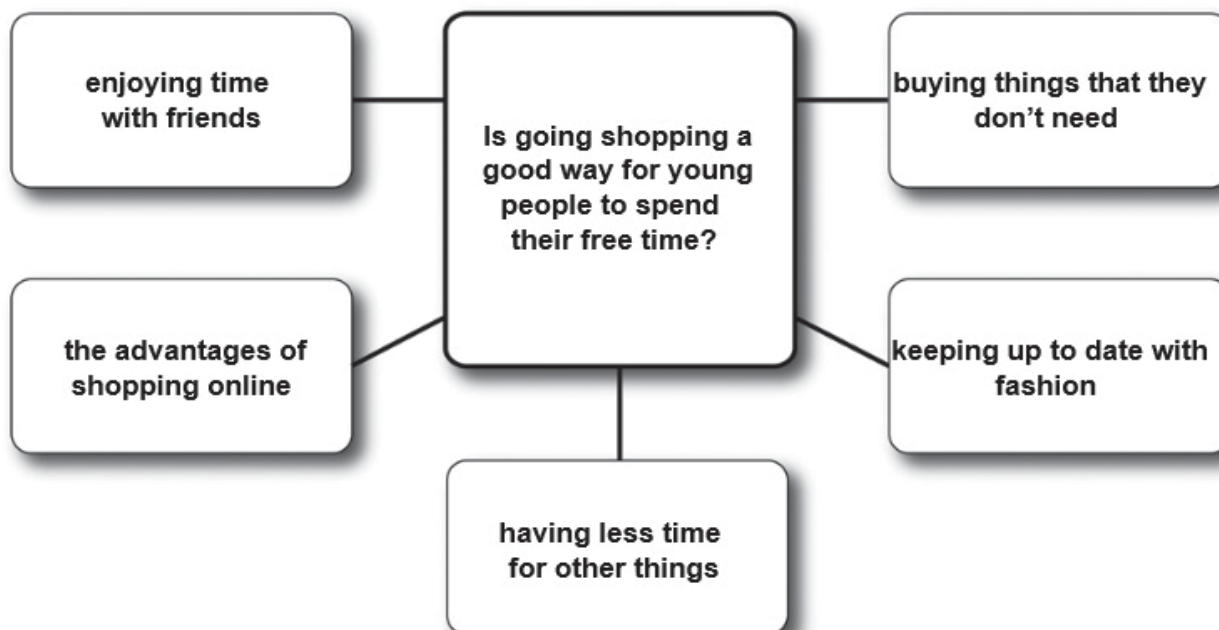 enjoying time
with friends
Is going shopping a
good way for young
people to spend
their free time?
buying things that they
don’t need
the advantages of
shopping online
keeping up to date with
fashion
having less time
for other things